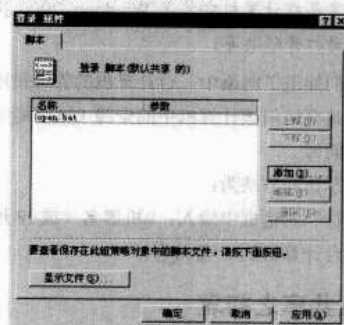 登录 属性
脚本
登录 脚本(默认共享 的)
名称 参数
open.bat
添加(D)...
要查看保存在此组策略对象中的脚本文件，请按下面按钮。
显示文件(S)...
确定 取消 应用(A)